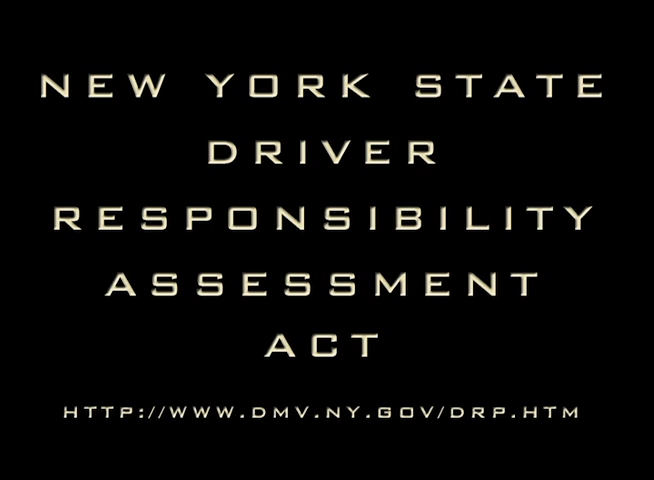 NEW YORK STATE
DRIVER
RESPONSIBILITY
ASSESSMENT
ACT
HTTP://WWW.DMV.NY.GOV/DRP.HTM